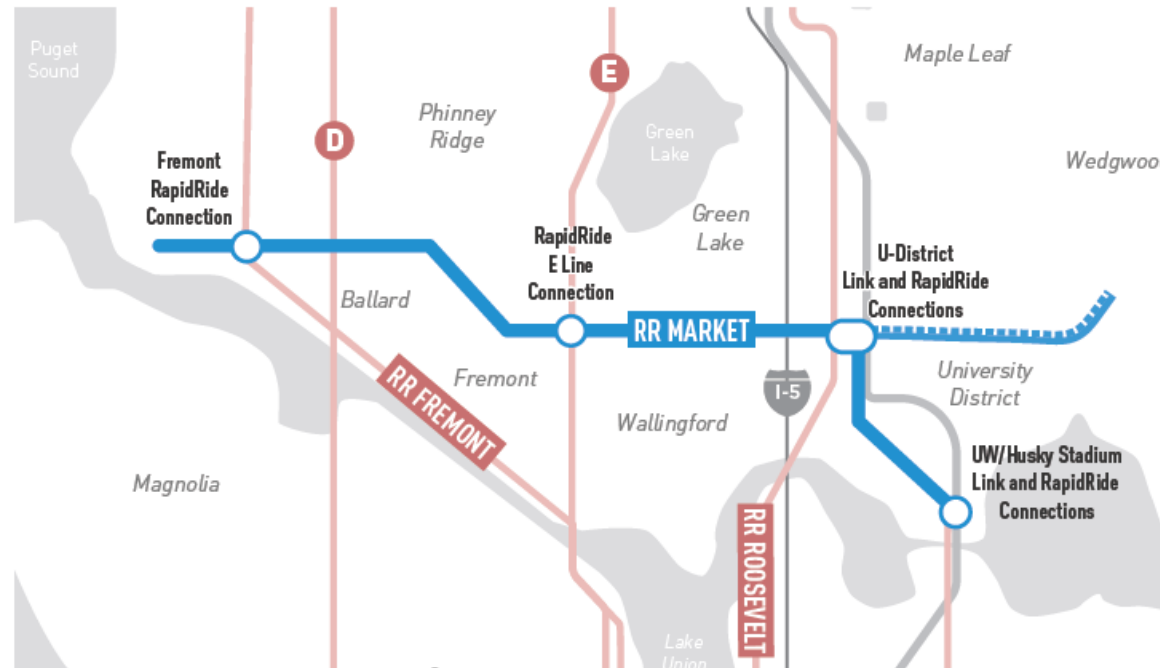 Puget
Sound
Maple Leaf
E
Phinney
Ridge
D
Green
Lake
Fremont
RapidRide
Connection
Wedgwoo
Green
Lake
RapidRide
E Line
Connection
U-District
Link and RapidRide
Connections
Ballard
RR MARKET
Fremont
University
District
I-5
RR FREMONT
Wallingford
Magnolia
UW/Husky Stadium
Link and RapidRide
Connections
RR ROOSEVELT
Lake
Union